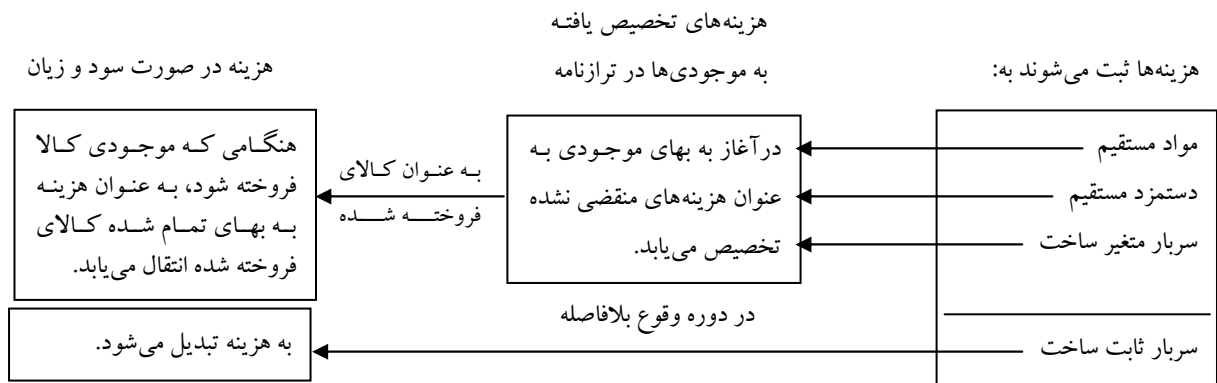 هزینه‌ها ثبت می‌شوند به:
مواد مستقیم
دستمزد مستقیم
سربار متغیر ساخت
سربار ثابت ساخت
هزینه‌های تخصیص یافته
به موجودی‌ها در ترازنامه
درآغاز به بهای موجودی به
عنوان هزینه‌های منقضی نشده
تخصیص می‌یابد.
به عنوان کالای
فروخته شده
در دوره وقوع بلافاصله
هزینه در صورت سود و زیان
هنگامی که موجودی کالا
فروخته شود، به عنوان هزینه
به بهای تمام شده کالای
فروخته شده انتقال می‌یابد.
به هزینه تبدیل می‌شود.